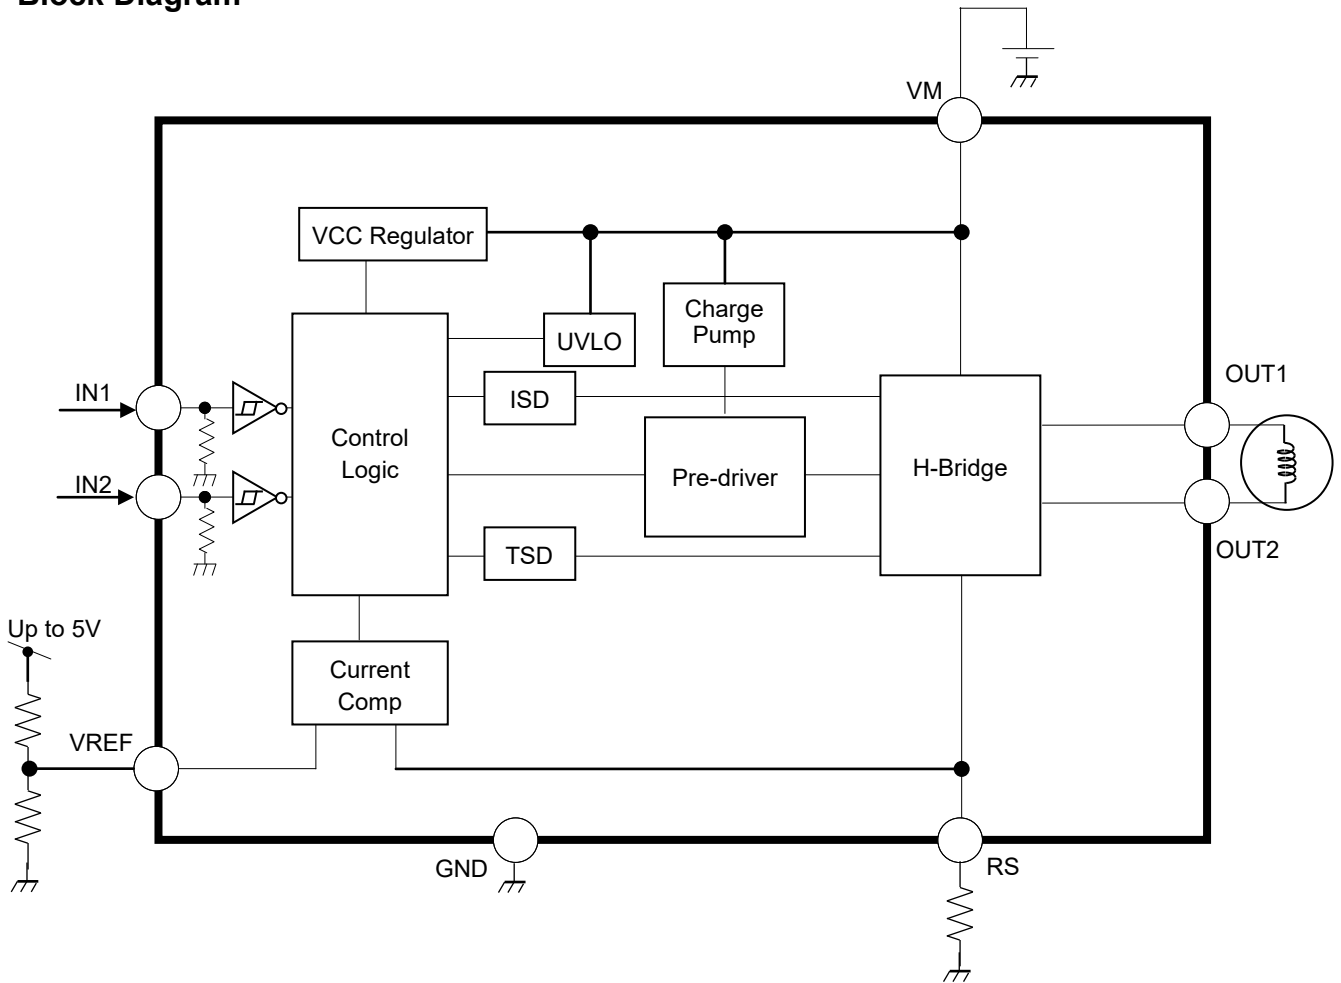 Block Diagram
VM
VCC Regulator
Charge
Pump
UVLO
OUT1
IN1
ISD
Control
Logic
H-Bridge
Pre-driver
IN2
TSD
OUT2
Up to 5V
Current
Comp
VREF
GND
RS